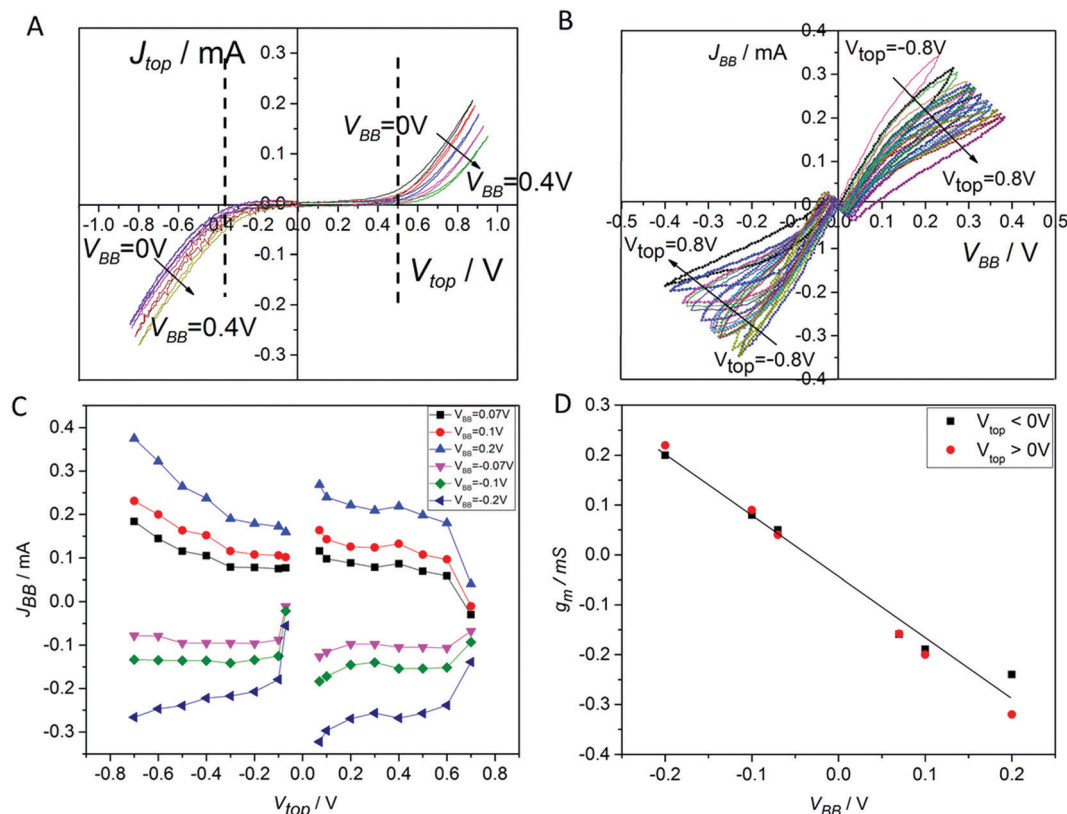 A
J_top / mA
0.3
0.2
V_BB=0V
0.1
V_BB=0.4V
0.0
-1.0 -0.8 -0.6 -0.4 -0.2 0.0 0.2 0.4 0.6 0.8 1.0
V_BB=0V
-0.1
V_top / V
-0.2
V_BB=0.4V
-0.3
B
J_BB / mA
V_top=-0.8V
0.4
0.3
0.2
0.1
V_top=0.8V
0.0
-0.5 -0.4 -0.3 -0.2 -0.1 0.0 0.1 0.2 0.3 0.4 0.5
V_top=0.8V
V_BB / V
-0.2
-0.3
V_top=-0.8V
-0.4
C
V_BB=0.07V
V_BB=0.1V
V_BB=0.2V
V_BB=-0.07V
V_BB=-0.1V
V_BB=-0.2V
0.4
0.3
0.2
0.1
0.0
-0.1
-0.2
-0.3
J_BB / mA
-0.8 -0.6 -0.4 -0.2 0.0 0.2 0.4 0.6 0.8
V_top / V
D
V_top < 0V
V_top > 0V
0.3
0.2
0.1
0.0
-0.1
-0.2
-0.3
-0.4
g_m / mS
-0.2 -0.1 0.0 0.1 0.2
V_BB / V